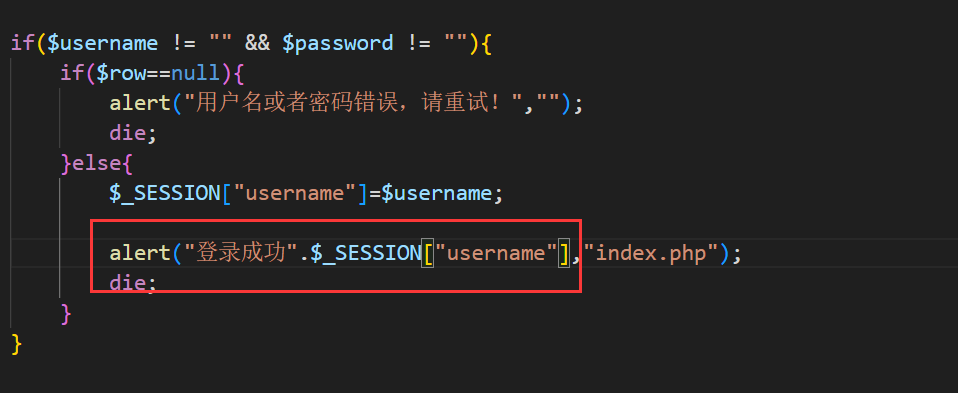 if($username != "" && $password != ""){
if($row==null){
alert("用户名或者密码错误，请重试！","");
die;
}else{
$_SESSION["username"]=$username;
alert("登录成功".$_SESSION["username"],"index.php");
die;
}
}